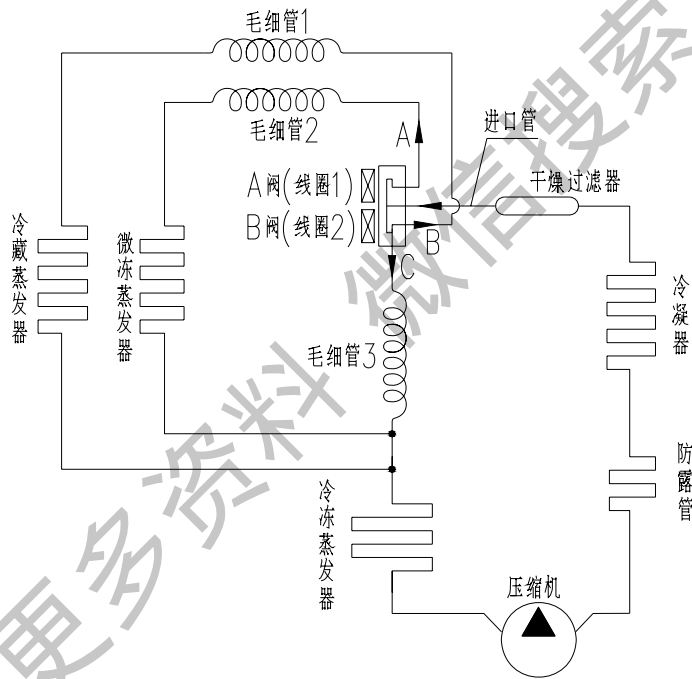 毛细管1
毛细管2
A
进口管
A阀(线圈1)
干燥过滤器
B阀(线圈2)
B
冷藏蒸发器
微冻蒸发器
C
冷凝器
毛细管3
防露管
冷冻蒸发器
压缩机
更多资料 微信搜索